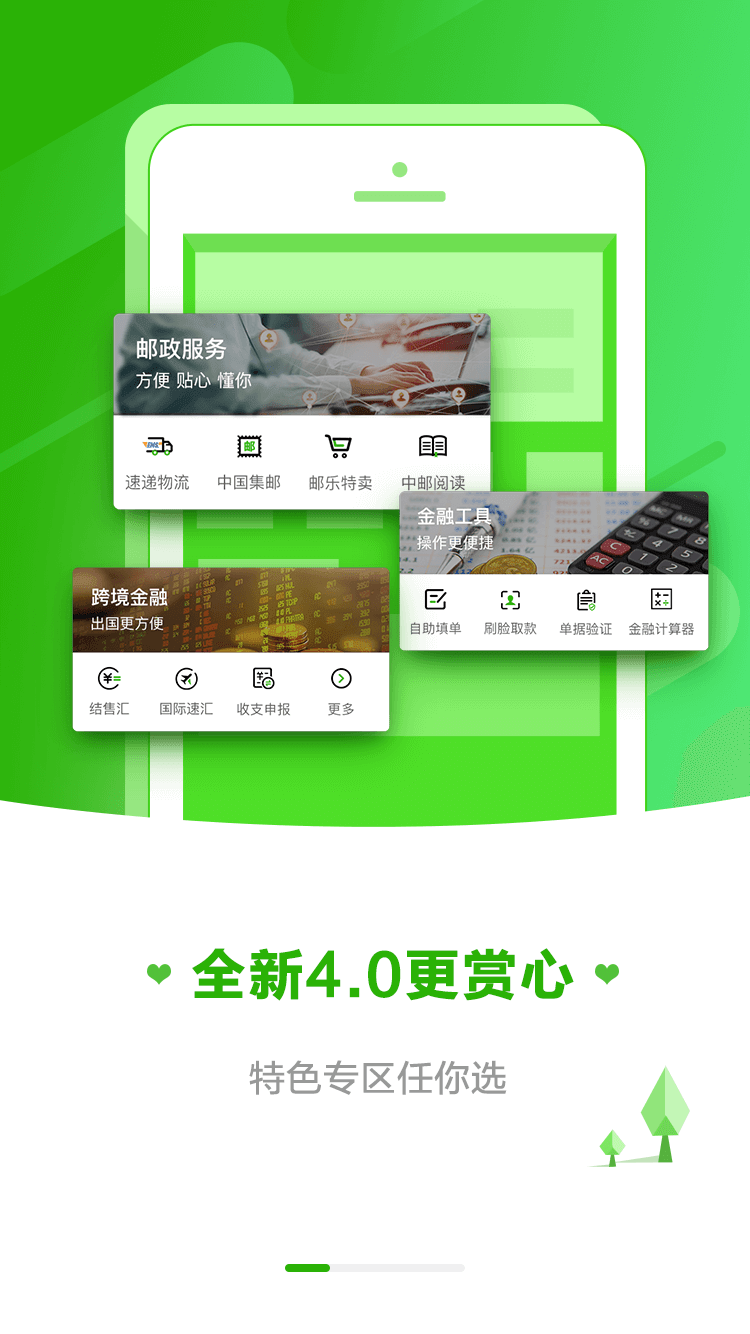 邮政服务
方便 贴心 懂你
EMS
邮
速递物流 中国集邮 邮乐特卖 中邮阅读
金融工具
操作更便捷
自助填单 刷脸取款 单据验证 金融计算器
跨境金融
出国更方便
结售汇 国际速汇 收支申报 更多
全新4.0更赏心
特色专区任你选